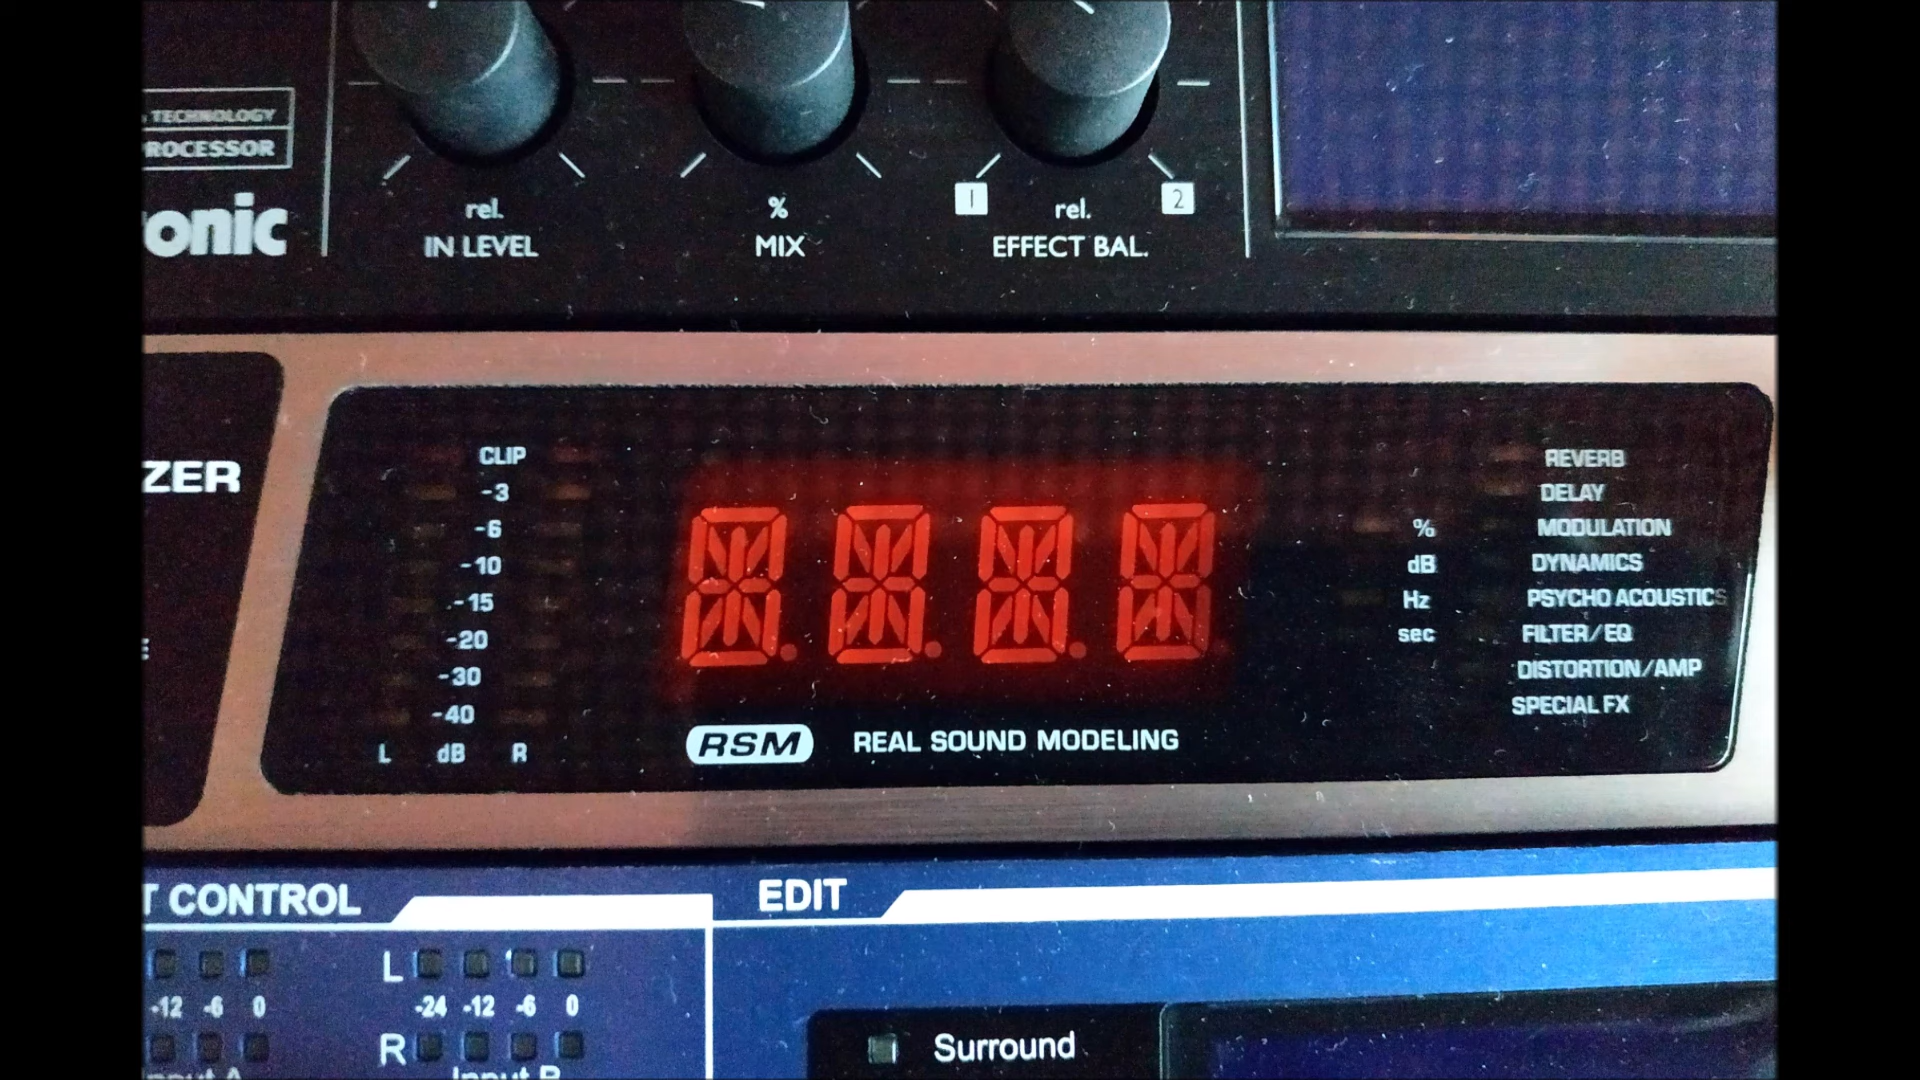 TECHNOLOGY
ROCESSOR
onic
rel.
IN LEVEL
%
MIX
1
rel.
2
EFFECT BAL.
ZER
CLIP
-3
-6
-10
-15
-20
-30
-40
L dB R
%
dB
Hz
sec
REVERB
DELAY
MODULATION
DYNAMICS
PSYCHO ACOUSTICS
FILTER/EQ
DISTORTION/AMP
SPECIAL FX
RSM REAL SOUND MODELING
T CONTROL
EDIT
L
-12 -6 0
-24 -12 -6 0
R
Input A
Input B
Surround